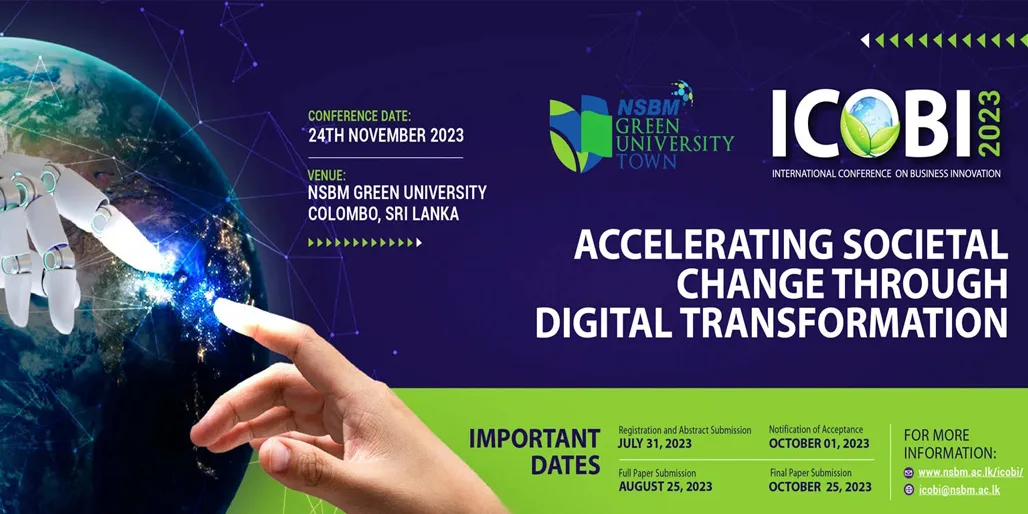 CONFERENCE DATE:
24TH NOVEMBER 2023
VENUE:
NSBM GREEN UNIVERSITY
COLOMBO, SRI LANKA
NSBM
GREEN
UNIVERSITY
TOWN
ICOBI 2023
INTERNATIONAL CONFERENCE ON BUSINESS INNOVATION
ACCELERATING SOCIETAL
CHANGE THROUGH
DIGITAL TRANSFORMATION
IMPORTANT
DATES
Registration and Abstract Submission
JULY 31, 2023
Notification of Acceptance
OCTOBER 01, 2023
Full Paper Submission
AUGUST 25, 2023
Final Paper Submission
OCTOBER 25, 2023
FOR MORE
INFORMATION:
www.nsbm.ac.lk/icobi/
icobi@nsbm.ac.lk